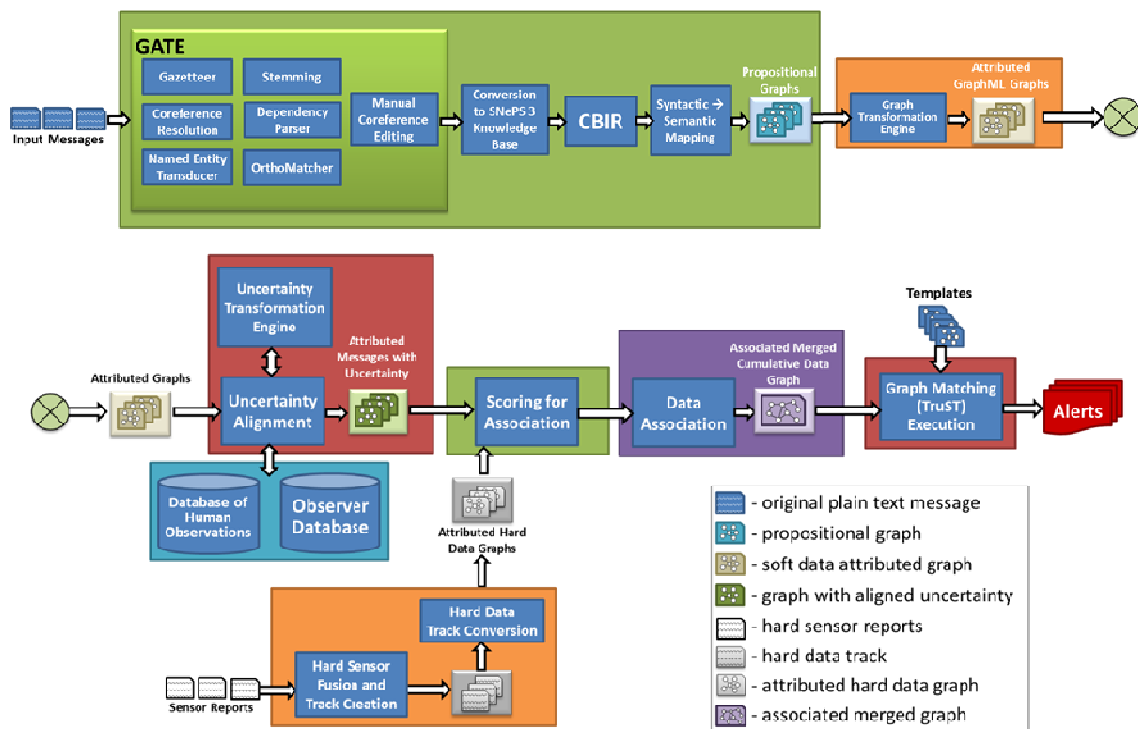 GATE
Gazetteer
Stemming
Coreference
Resolution
Dependency
Parser
Named Entity
Transducer
OrthoMatcher
Manual
Coreference
Editing
Input Messages
Conversion
to SNePS 3
Knowledge
Base
CBIR
Syntactic →
Semantic
Mapping
Propositional
Graphs
Graph
Transformation
Engine
Attributed
GraphML Graphs
Uncertainty
Transformation
Engine
Attributed
Messages with
Uncertainty
Attributed Graphs
Uncertainty
Alignment
Database of
Human
Observations
Observer
Database
Scoring for
Association
Attributed Hard
Data Graphs
Data
Association
Associated Merged
Cumulative Data
Graph
Templates
Graph Matching
(TruST)
Execution
Alerts
Hard Data
Track Conversion
Hard Sensor
Fusion and
Track Creation
Sensor Reports
- original plain text message
- propositional graph
- soft data attributed graph
- graph with aligned uncertainty
- hard sensor reports
- hard data track
- attributed hard data graph
- associated merged graph